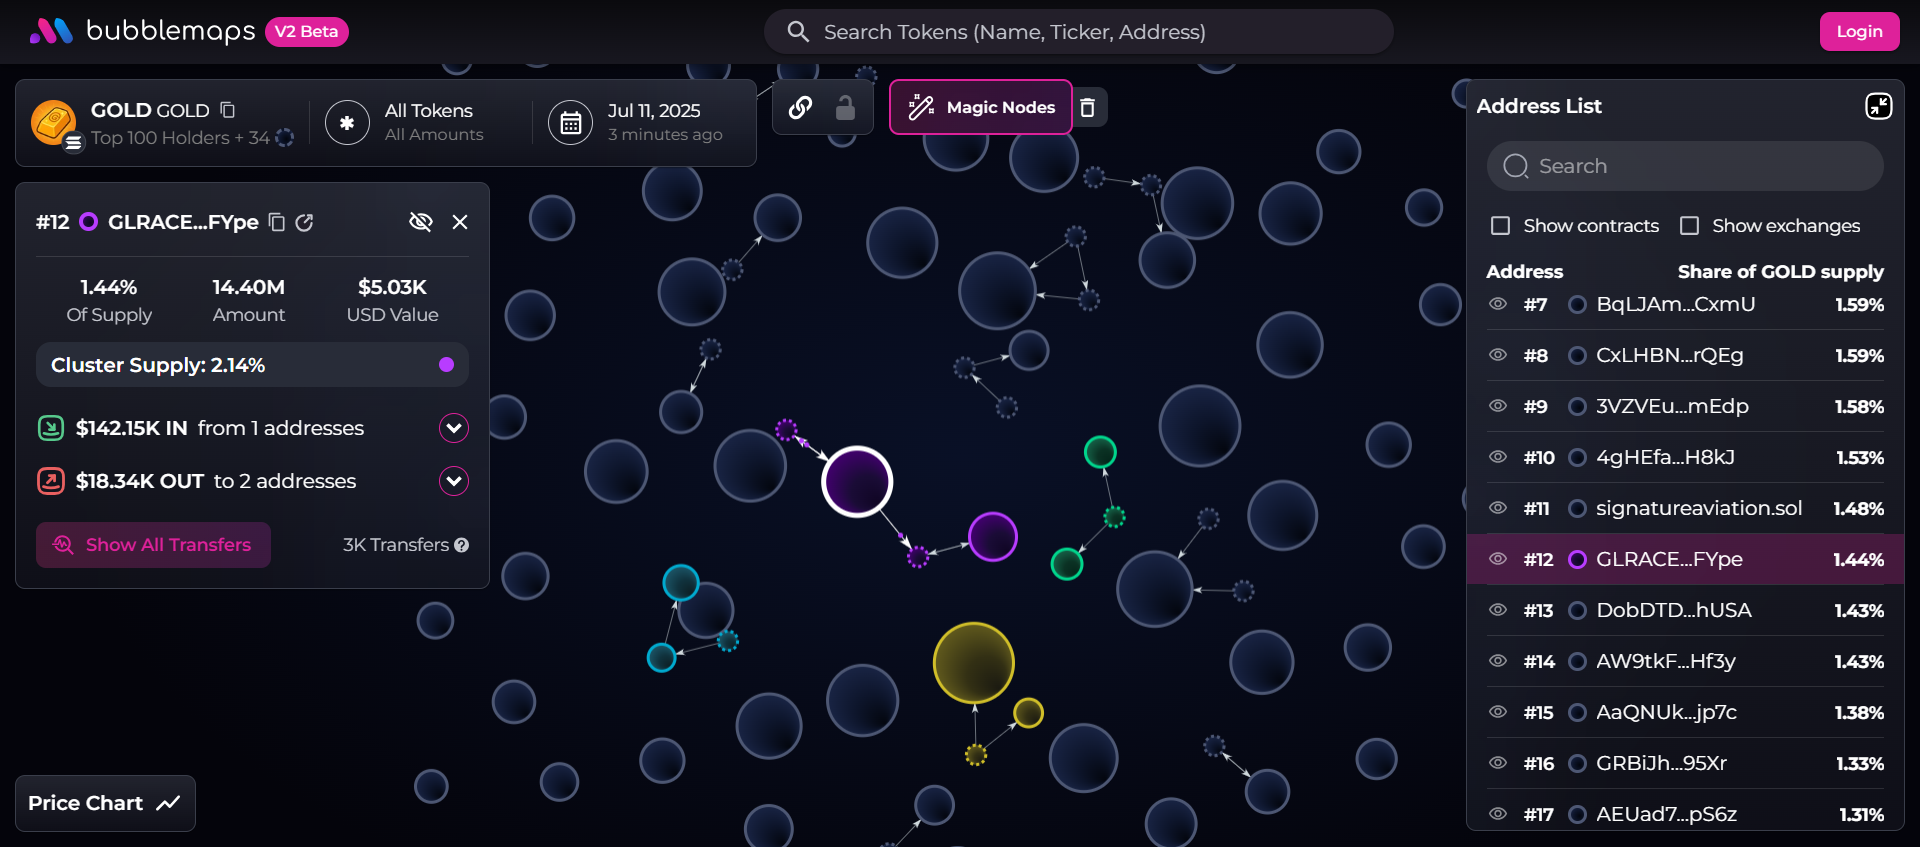 bubblemaps V2 Beta
Search Tokens (Name, Ticker, Address)
Login
GOLD GOLD
Top 100 Holders + 34
All Tokens
All Amounts
Jul 11, 2025
3 minutes ago
Magic Nodes
#12 GLRACE...FYpe
1.44% 14.40M $5.03K
Of Supply Amount USD Value
Cluster Supply: 2.14%
$142.15K IN from 1 addresses
$18.34K OUT to 2 addresses
Show All Transfers 3K Transfers ?
Price Chart
Address List
Search
Show contracts Show exchanges
Address Share of GOLD supply
#7 BqLJAm...CxmU 1.59%
#8 CxLHBN...rQEg 1.59%
#9 3VZVEu...mEdp 1.58%
#10 4gHEfa...H8kJ 1.53%
#11 signatureaviation.sol 1.48%
#12 GLRACE...FYpe 1.44%
#13 DobDTD...hUSA 1.43%
#14 AW9tkF...Hf3y 1.43%
#15 AaQNUk...jp7c 1.38%
#16 GRBiJh...95Xr 1.33%
#17 AEUad7...pS6z 1.31%